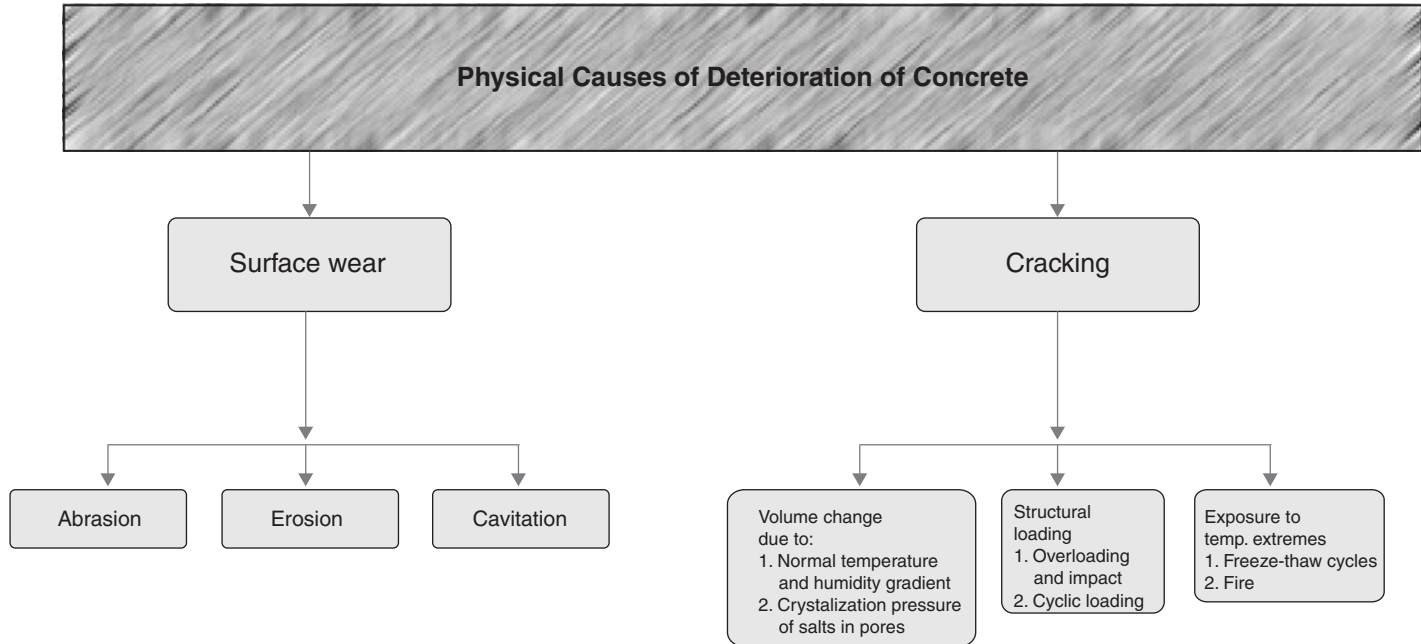 Physical Causes of Deterioration of Concrete
Surface wear
Cracking
Abrasion
Erosion
Cavitation
Volume change
due to:
1. Normal temperature
and humidity gradient
2. Crystalization pressure
of salts in pores
Structural
loading
1. Overloading
and impact
2. Cyclic loading
Exposure to
temp. extremes
1. Freeze-thaw cycles
2. Fire